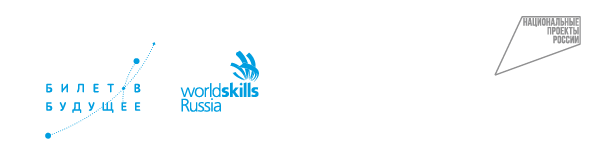 БИЛЕТ В
БУДУЩЕЕ
worldskills
Russia
НАЦИОНАЛЬНЫЕ
ПРОЕКТЫ
РОССИИ